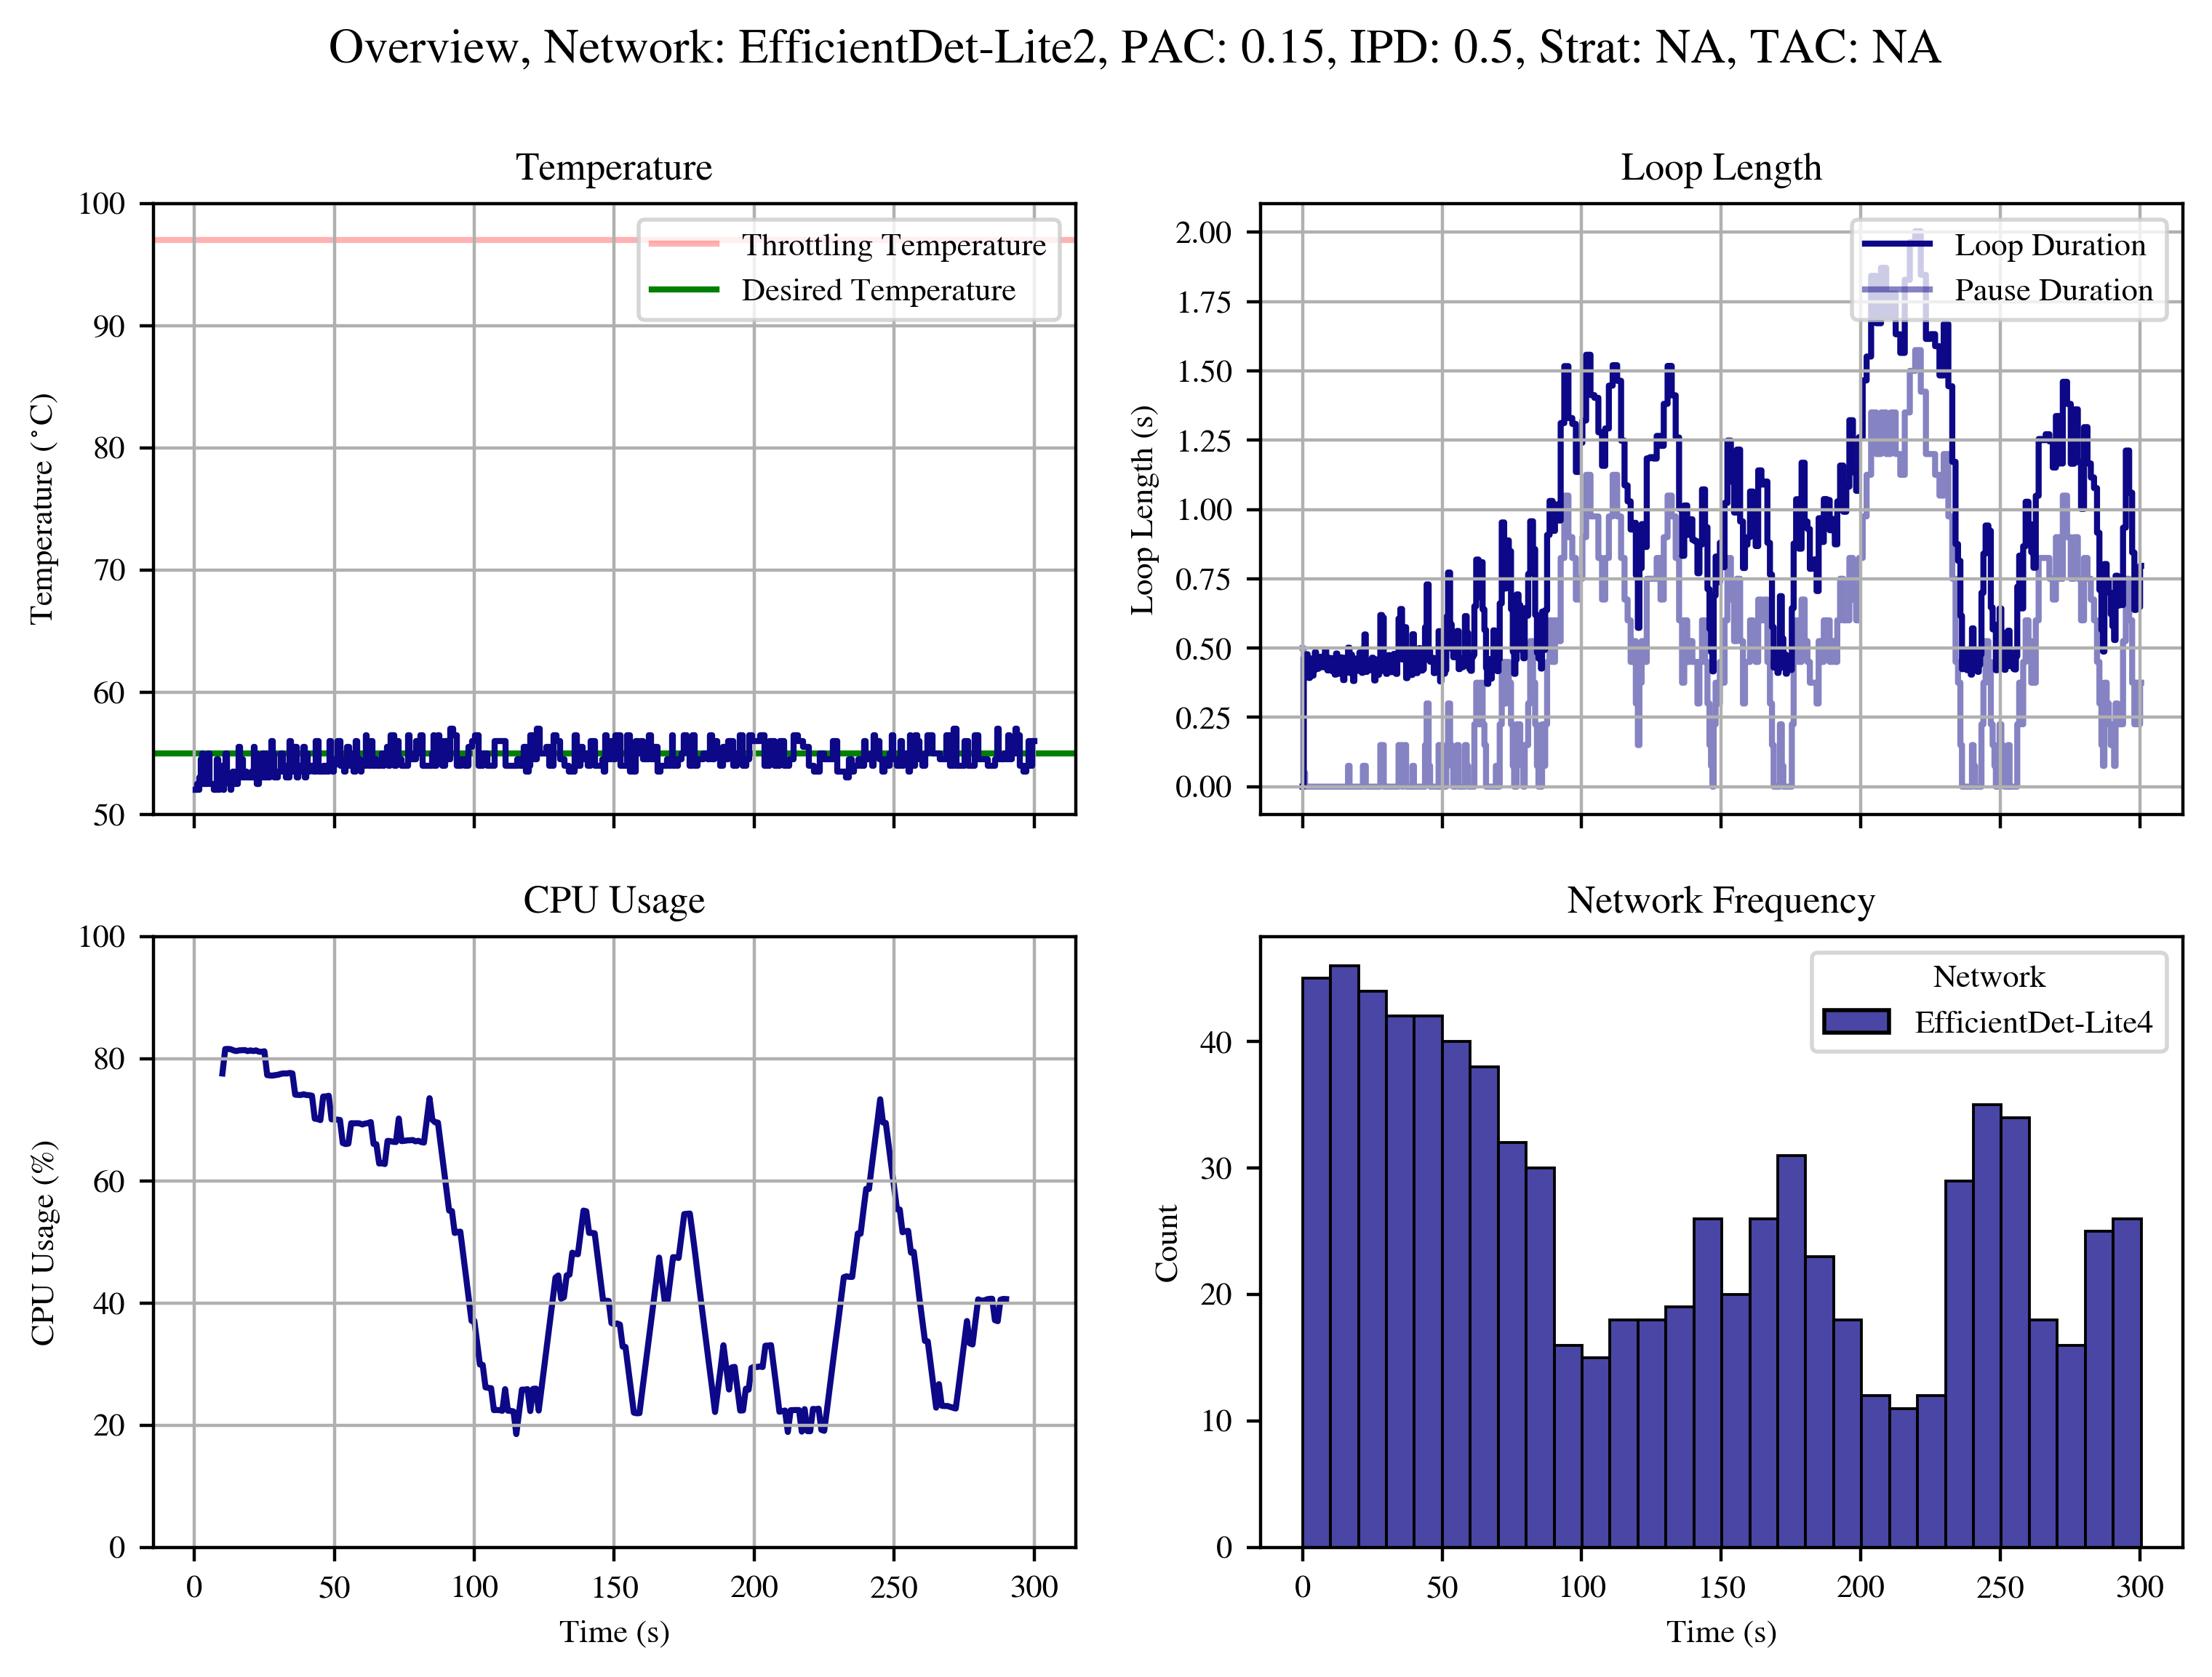 Overview, Network: EfficientDet-Lite2, PAC: 0.15, IPD: 0.5, Strat: NA, TAC: NA
Temperature
100
90
80
70
60
50
Temperature (°C)
Throttling Temperature
Desired Temperature
Loop Length
2.00
1.75
1.50
1.25
1.00
0.75
0.50
0.25
0.00
Loop Length (s)
Loop Duration
Pause Duration
CPU Usage
100
80
60
40
20
0
CPU Usage (%)
0 50 100 150 200 250 300
Time (s)
Network Frequency
40
30
20
10
0
Count
Network
EfficientDet-Lite4
0 50 100 150 200 250 300
Time (s)